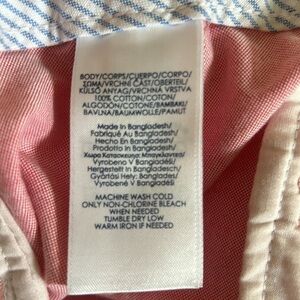 BODY/CORPS/CUERPO/CORPO/
ZSÓNA/VRCHNÍ ČÁST/OBERTEIL/
KÜLSŐ ANYAG/VRCHNÁ VRSTVA
100% COTTON/COTON/
ALGODÓN/COTONE/ΒΑΜΒΑΚΙ/
BAVLNA/BAUMWOLLE/PAMUT
Made In Bangladesh/
Fabriqué Au Bangladesh/
Hecho En Bangladesh/
Prodotto In Bangladesh/
Χώρα Κατασκευής: Μπαγκλαντές/
Vyrobeno V Bangladéši/
Hergestellt in Bangladesch/
Gyártási Hely: Banglades/
Vyrobené V Bangladéši
MACHINE WASH COLD
ONLY NON-CHLORINE BLEACH
WHEN NEEDED
TUMBLE DRY LOW
WARM IRON IF NEEDED